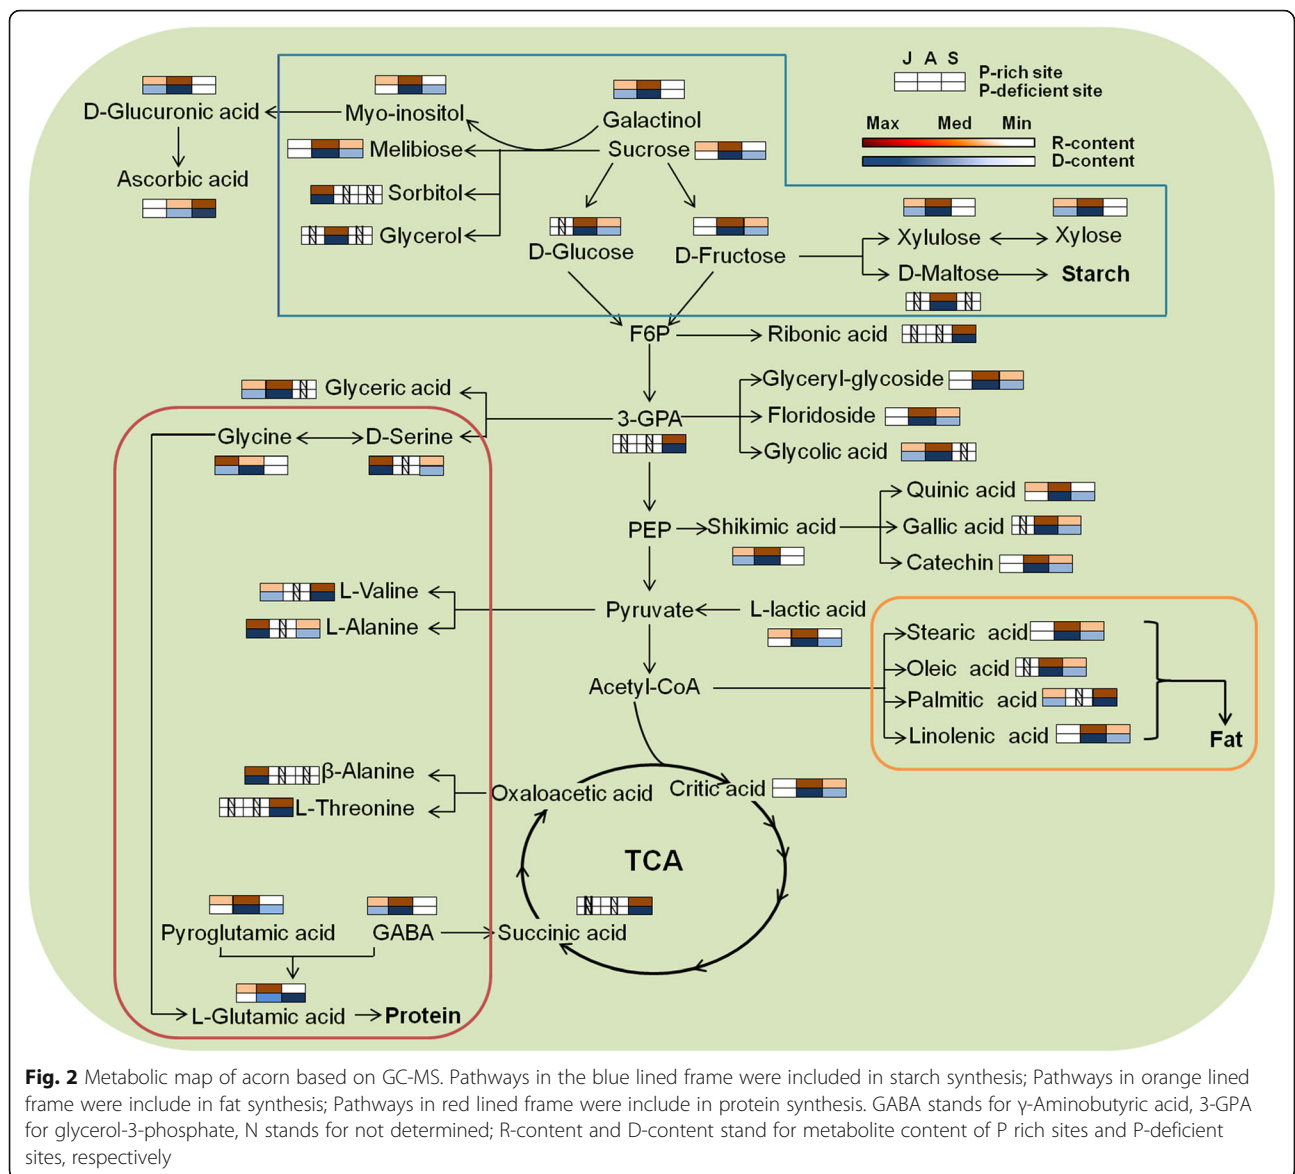 J A S
P-rich site
P-deficient site
Max Med Min
R-content
D-content
D-Glucuronic acid
Myo-inositol
Galactinol
Melibiose
Sucrose
Ascorbic acid
Sorbitol
N N
N N
Glycerol
N N
N
D-Glucose
D-Fructose
Xylulose
Xylose
D-Maltose
Starch
N N
F6P
Ribonic acid
N N
Glyceric acid
N
Glyceryl-glycoside
3-GPA
N N
Floridoside
Glycine
D-Serine
N
Glycolic acid
N
Quinic acid
PEP
Shikimic acid
Gallic acid
N
Catechin
L-Valine
N
Pyruvate
L-lactic acid
L-Alanine
N
Stearic acid
Oleic acid
N
Acetyl-CoA
Palmitic acid
N
Linolenic acid
Fat
β-Alanine
N N
Oxaloacetic acid
Critic acid
L-Threonine
N N
TCA
Pyroglutamic acid
GABA
Succinic acid
N N
L-Glutamic acid
Protein
Fig. 2 Metabolic map of acorn based on GC-MS. Pathways in the blue lined frame were included in starch synthesis; Pathways in orange lined
frame were include in fat synthesis; Pathways in red lined frame were include in protein synthesis. GABA stands for γ-Aminobutyric acid, 3-GPA
for glycerol-3-phosphate, N stands for not determined; R-content and D-content stand for metabolite content of P rich sites and P-deficient
sites, respectively